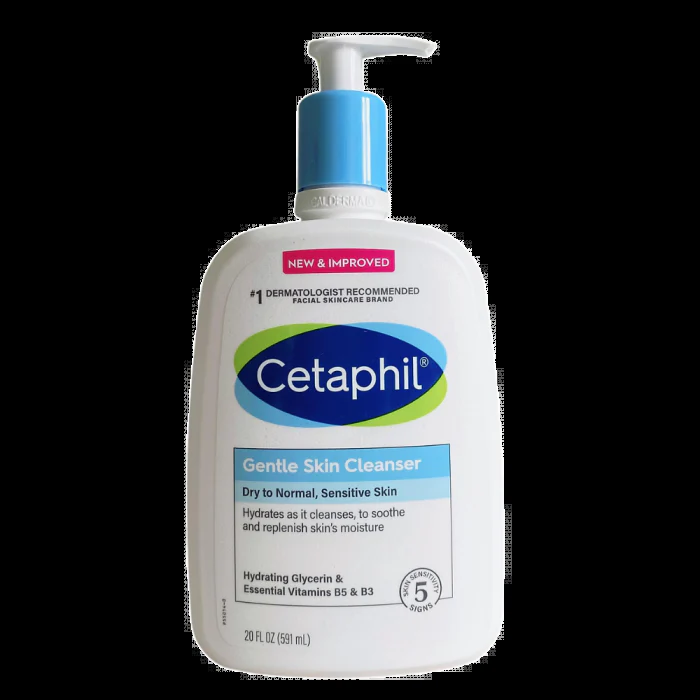 GALDERMA
NEW & IMPROVED
#1 DERMATOLOGIST RECOMMENDED
FACIAL SKINCARE BRAND
Cetaphil®
Gentle Skin Cleanser
Dry to Normal, Sensitive Skin
Hydrates as it cleanses, to soothe
and replenish skin's moisture
Hydrating Glycerin &
Essential Vitamins B5 & B3
SKIN SENSITIVITY
5
SIGNS
20 FL OZ (591 mL)